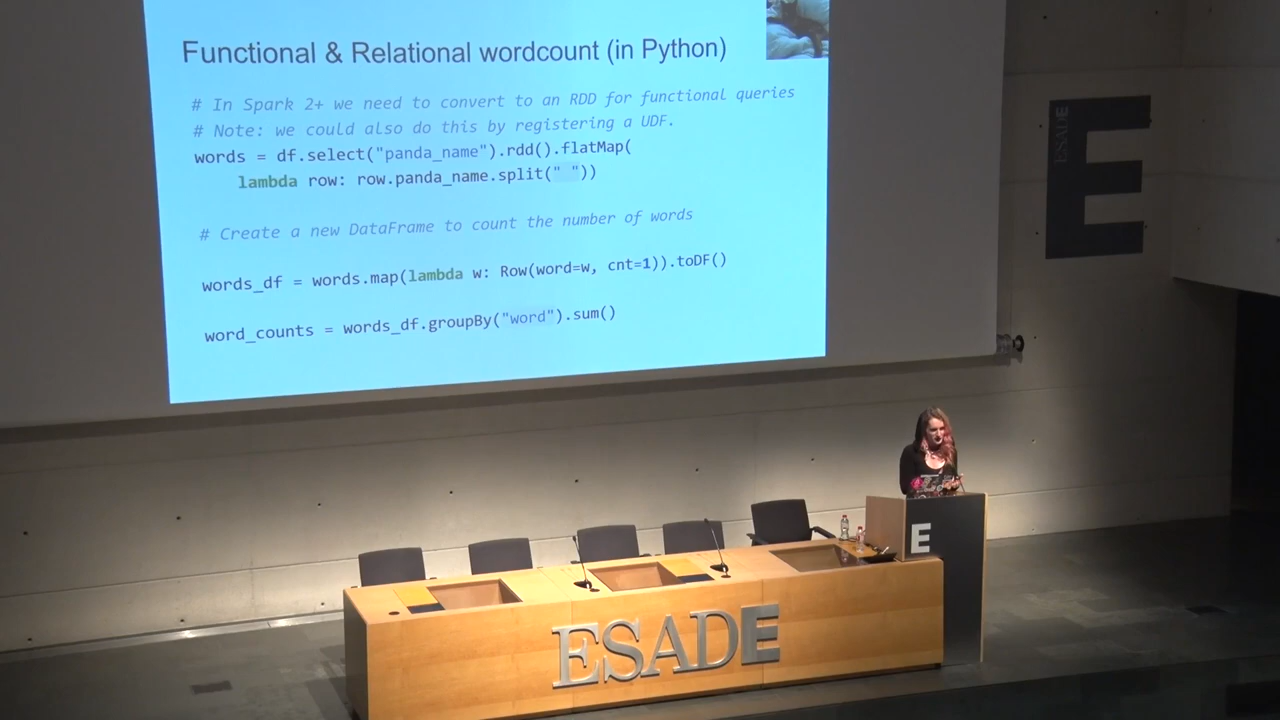 Functional & Relational wordcount (in Python)
# In Spark 2+ we need to convert to an RDD for functional queries
# Note: we could also do this by registering a UDF.
words = df.select("panda_name").rdd().flatMap(
lambda row: row.panda_name.split(" "))
# Create a new DataFrame to count the number of words
words_df = words.map(lambda w: Row(word=w, cnt=1)).toDF()
word_counts = words_df.groupBy("word").sum()
ESADE
E
E
ESADE